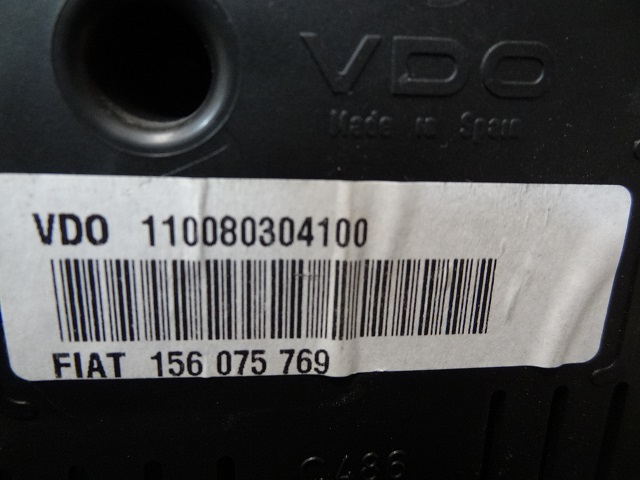 VDO
Made in Spain
VDO 110080304100
FIAT 156 075 769